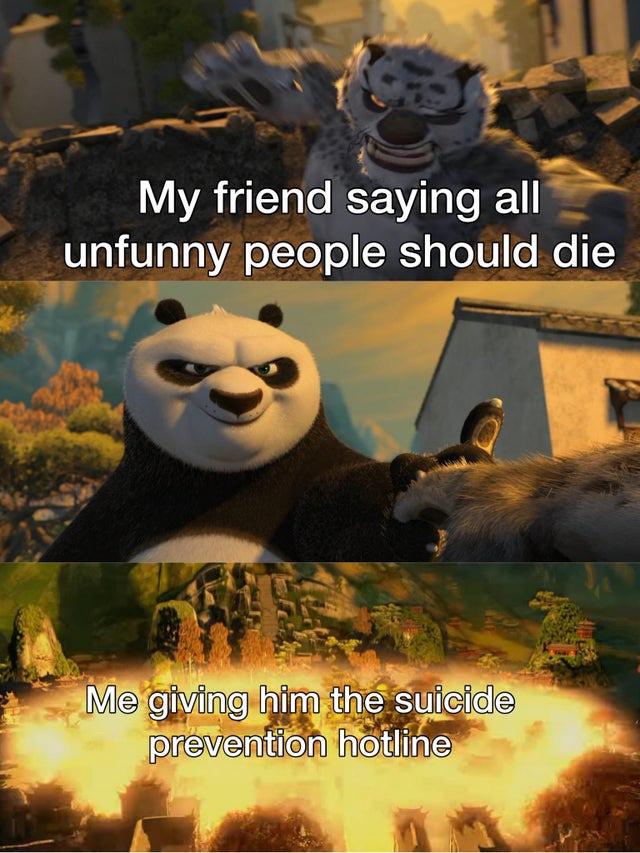 My friend saying all
unfunny people should die
Me giving him the suicide
prevention hotline